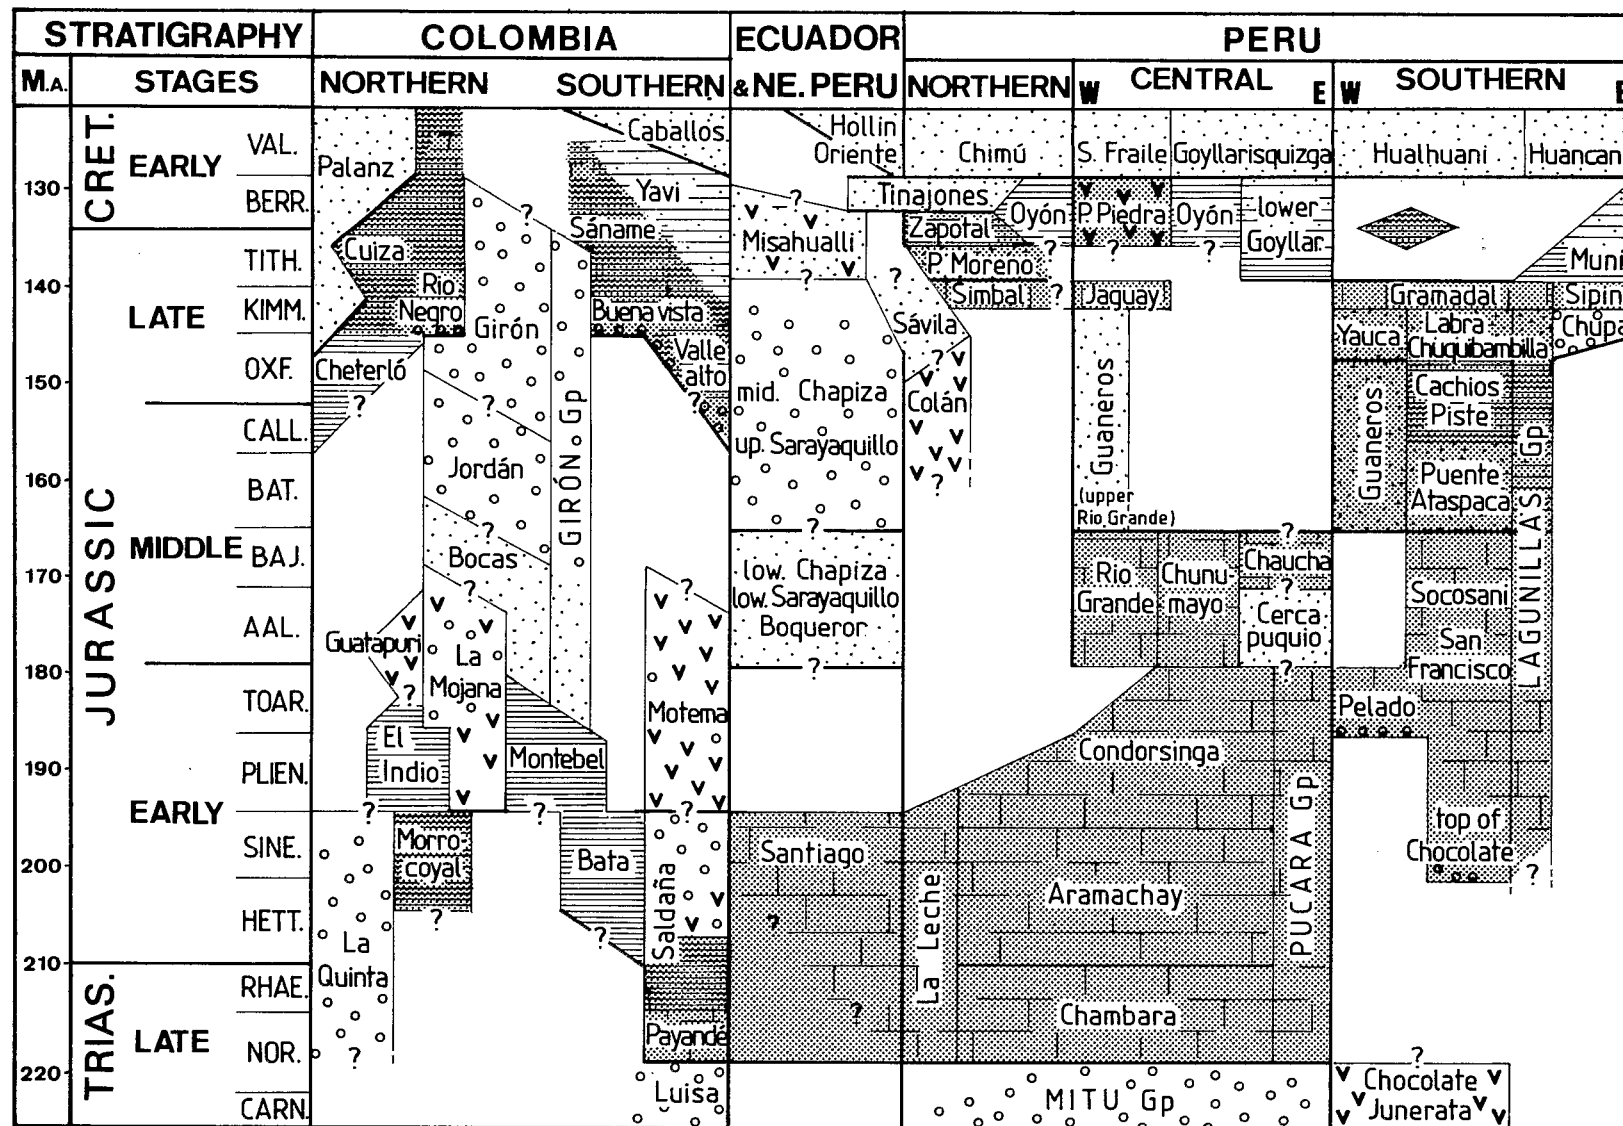 STRATIGRAPHY
COLOMBIA
ECUADOR
PERU
M.A.
STAGES
NORTHERN
SOUTHERN
& NE. PERU
NORTHERN
W CENTRAL E
W SOUTHERN E
CRET.
EARLY
VAL.
BERR.
130
JURASSIC
LATE
TITH.
KIMM.
OXF.
140
150
MIDDLE
CALL.
BAT.
BAJ.
AAL.
160
170
180
EARLY
TOAR.
PLIEN.
SINE.
HETT.
190
200
210
TRIAS.
LATE
RHAE.
NOR.
CARN.
220
Palanz
?
Cuiza
Rio
Negro
Cheterló
?
Girón
?
?
Jordán
?
Bocas
?
GIRÓN Gp
Guatapuri
?
La
Mojana
El
Indio
Montebel
?
?
Morro-
coyal
?
La
Quinta
?
Caballos
Yavi
Sáname
Buena vista
Valle
alto
?
?
Motema
?
Bata
?
Saldaña
Payandé
Luisa
Hollin
Oriente
?
Misahualli
?
mid. Chapiza
up. Sarayaquillo
?
low. Chapiza
low. Sarayaquillo
Boqueror
?
Santiago
?
?
Chimú
Tinajones
Zapotal
Oyón
?
P. Moreno
Simbal ?
?
Sávila
?
Colán
?
La Leche
S. Fraile
Goyllarisquizga
P. Piedra
Oyón
?
lower
Goyllar.
Jaguay
Guaneros
(upper
Rio Grande)
?
Rio
Grande
Chunu-
mayo
Chaucha
?
Cerca
puquio
?
Condorsinga
Aramachay
Chambara
PUCARA Gp
MITU Gp
Hualhuani
Huancan
Muni
Gramadal
Sipin
Yauca
Labra
Chuquibambilla
Chupa
Guaneros
Cachios
Piste
Puente
Ataspaca
LAGUNILLAS Gp
Socosani
San
Francisco
Pelado
top of
Chocolate
?
?
Chocolate
Junerata